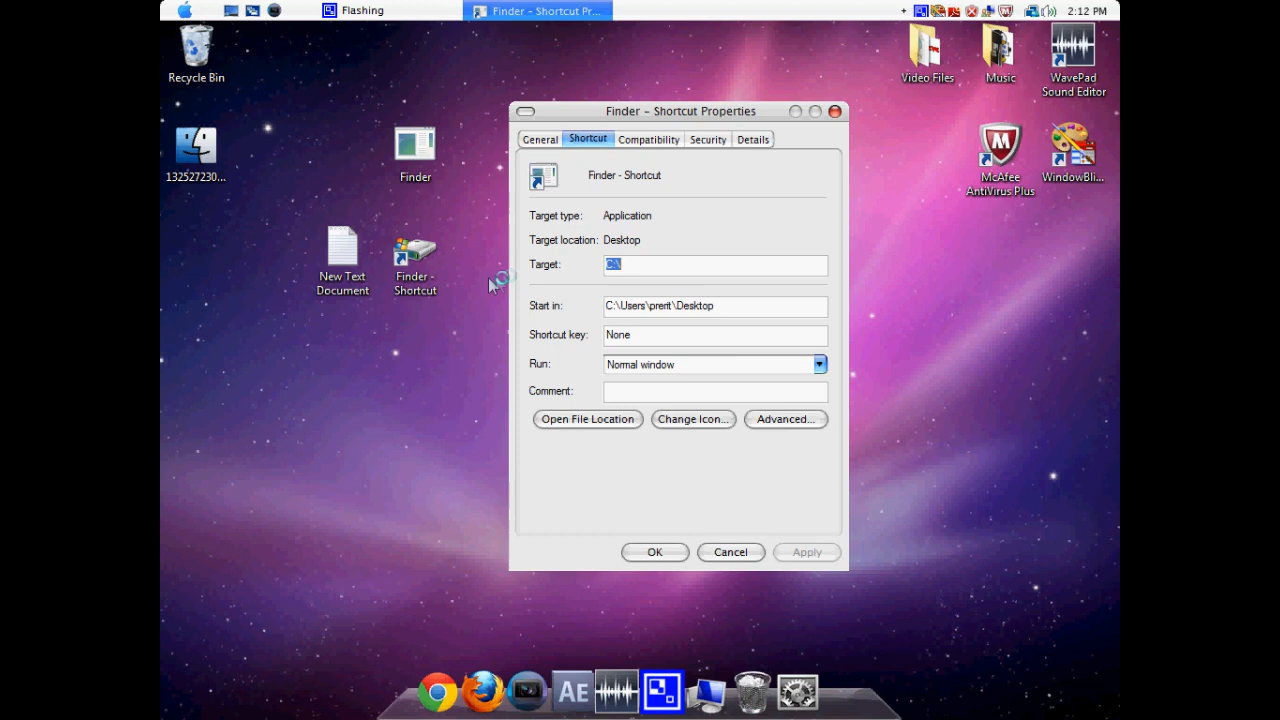 Flashing
Finder - Shortcut Pr...
2:12 PM
Recycle Bin
Video Files
Music
WavePad
Sound Editor
132527230...
Finder
McAfee
AntiVirus Plus
WindowBli...
New Text
Document
Finder -
Shortcut
Finder - Shortcut Properties
General
Shortcut
Compatibility
Security
Details
Finder - Shortcut
Target type: Application
Target location: Desktop
Target: C:\
Start in: C:\Users\prerit\Desktop
Shortcut key: None
Run: Normal window
Comment:
Open File Location
Change Icon...
Advanced...
OK
Cancel
Apply
AE